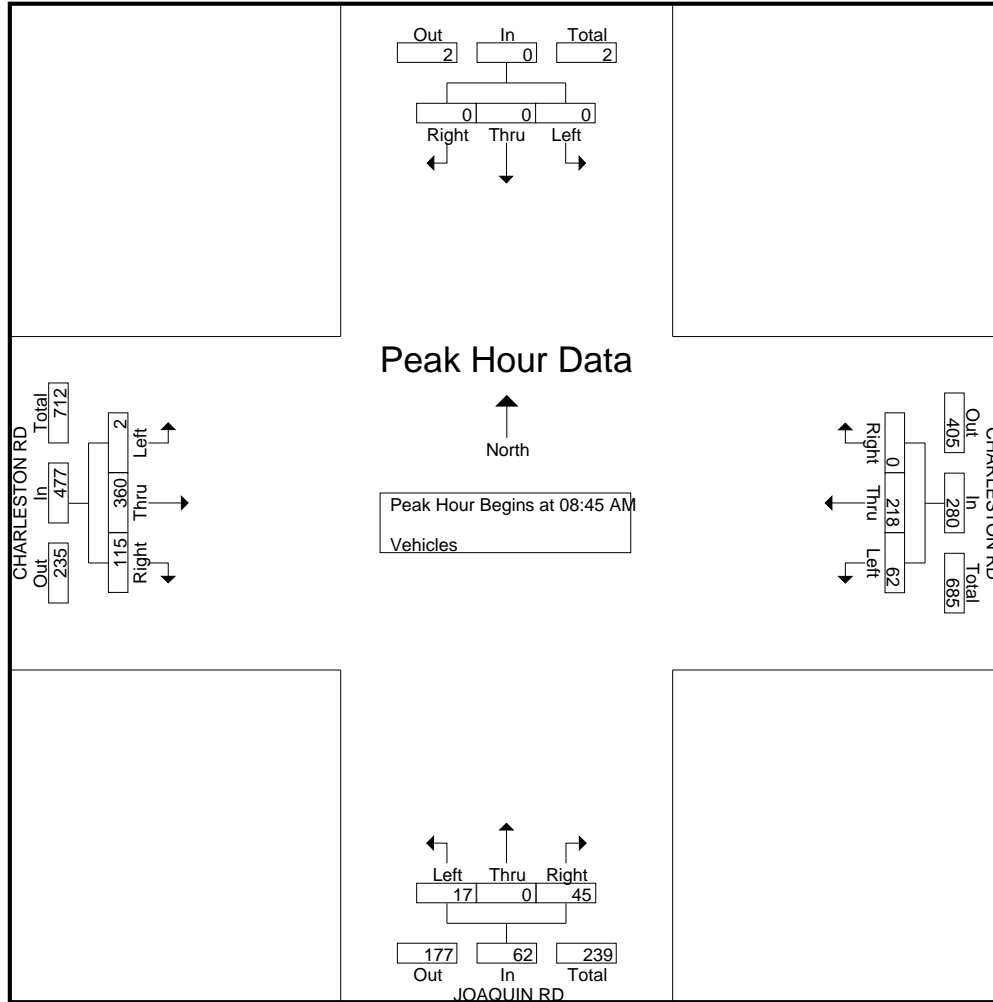 Out In Total
2 0 2
0 0 0
Right Thru Left
Peak Hour Data
North
Peak Hour Begins at 08:45 AM
Vehicles
CHARLESTON RD
Out In Total
235 477 712
115 360 2
Right Thru Left
CHARLESTON RD
Out In Total
405 280 685
0 218 62
Right Thru Left
Left Thru Right
17 0 45
177 62 239
Out In Total
JOAQUIN RD